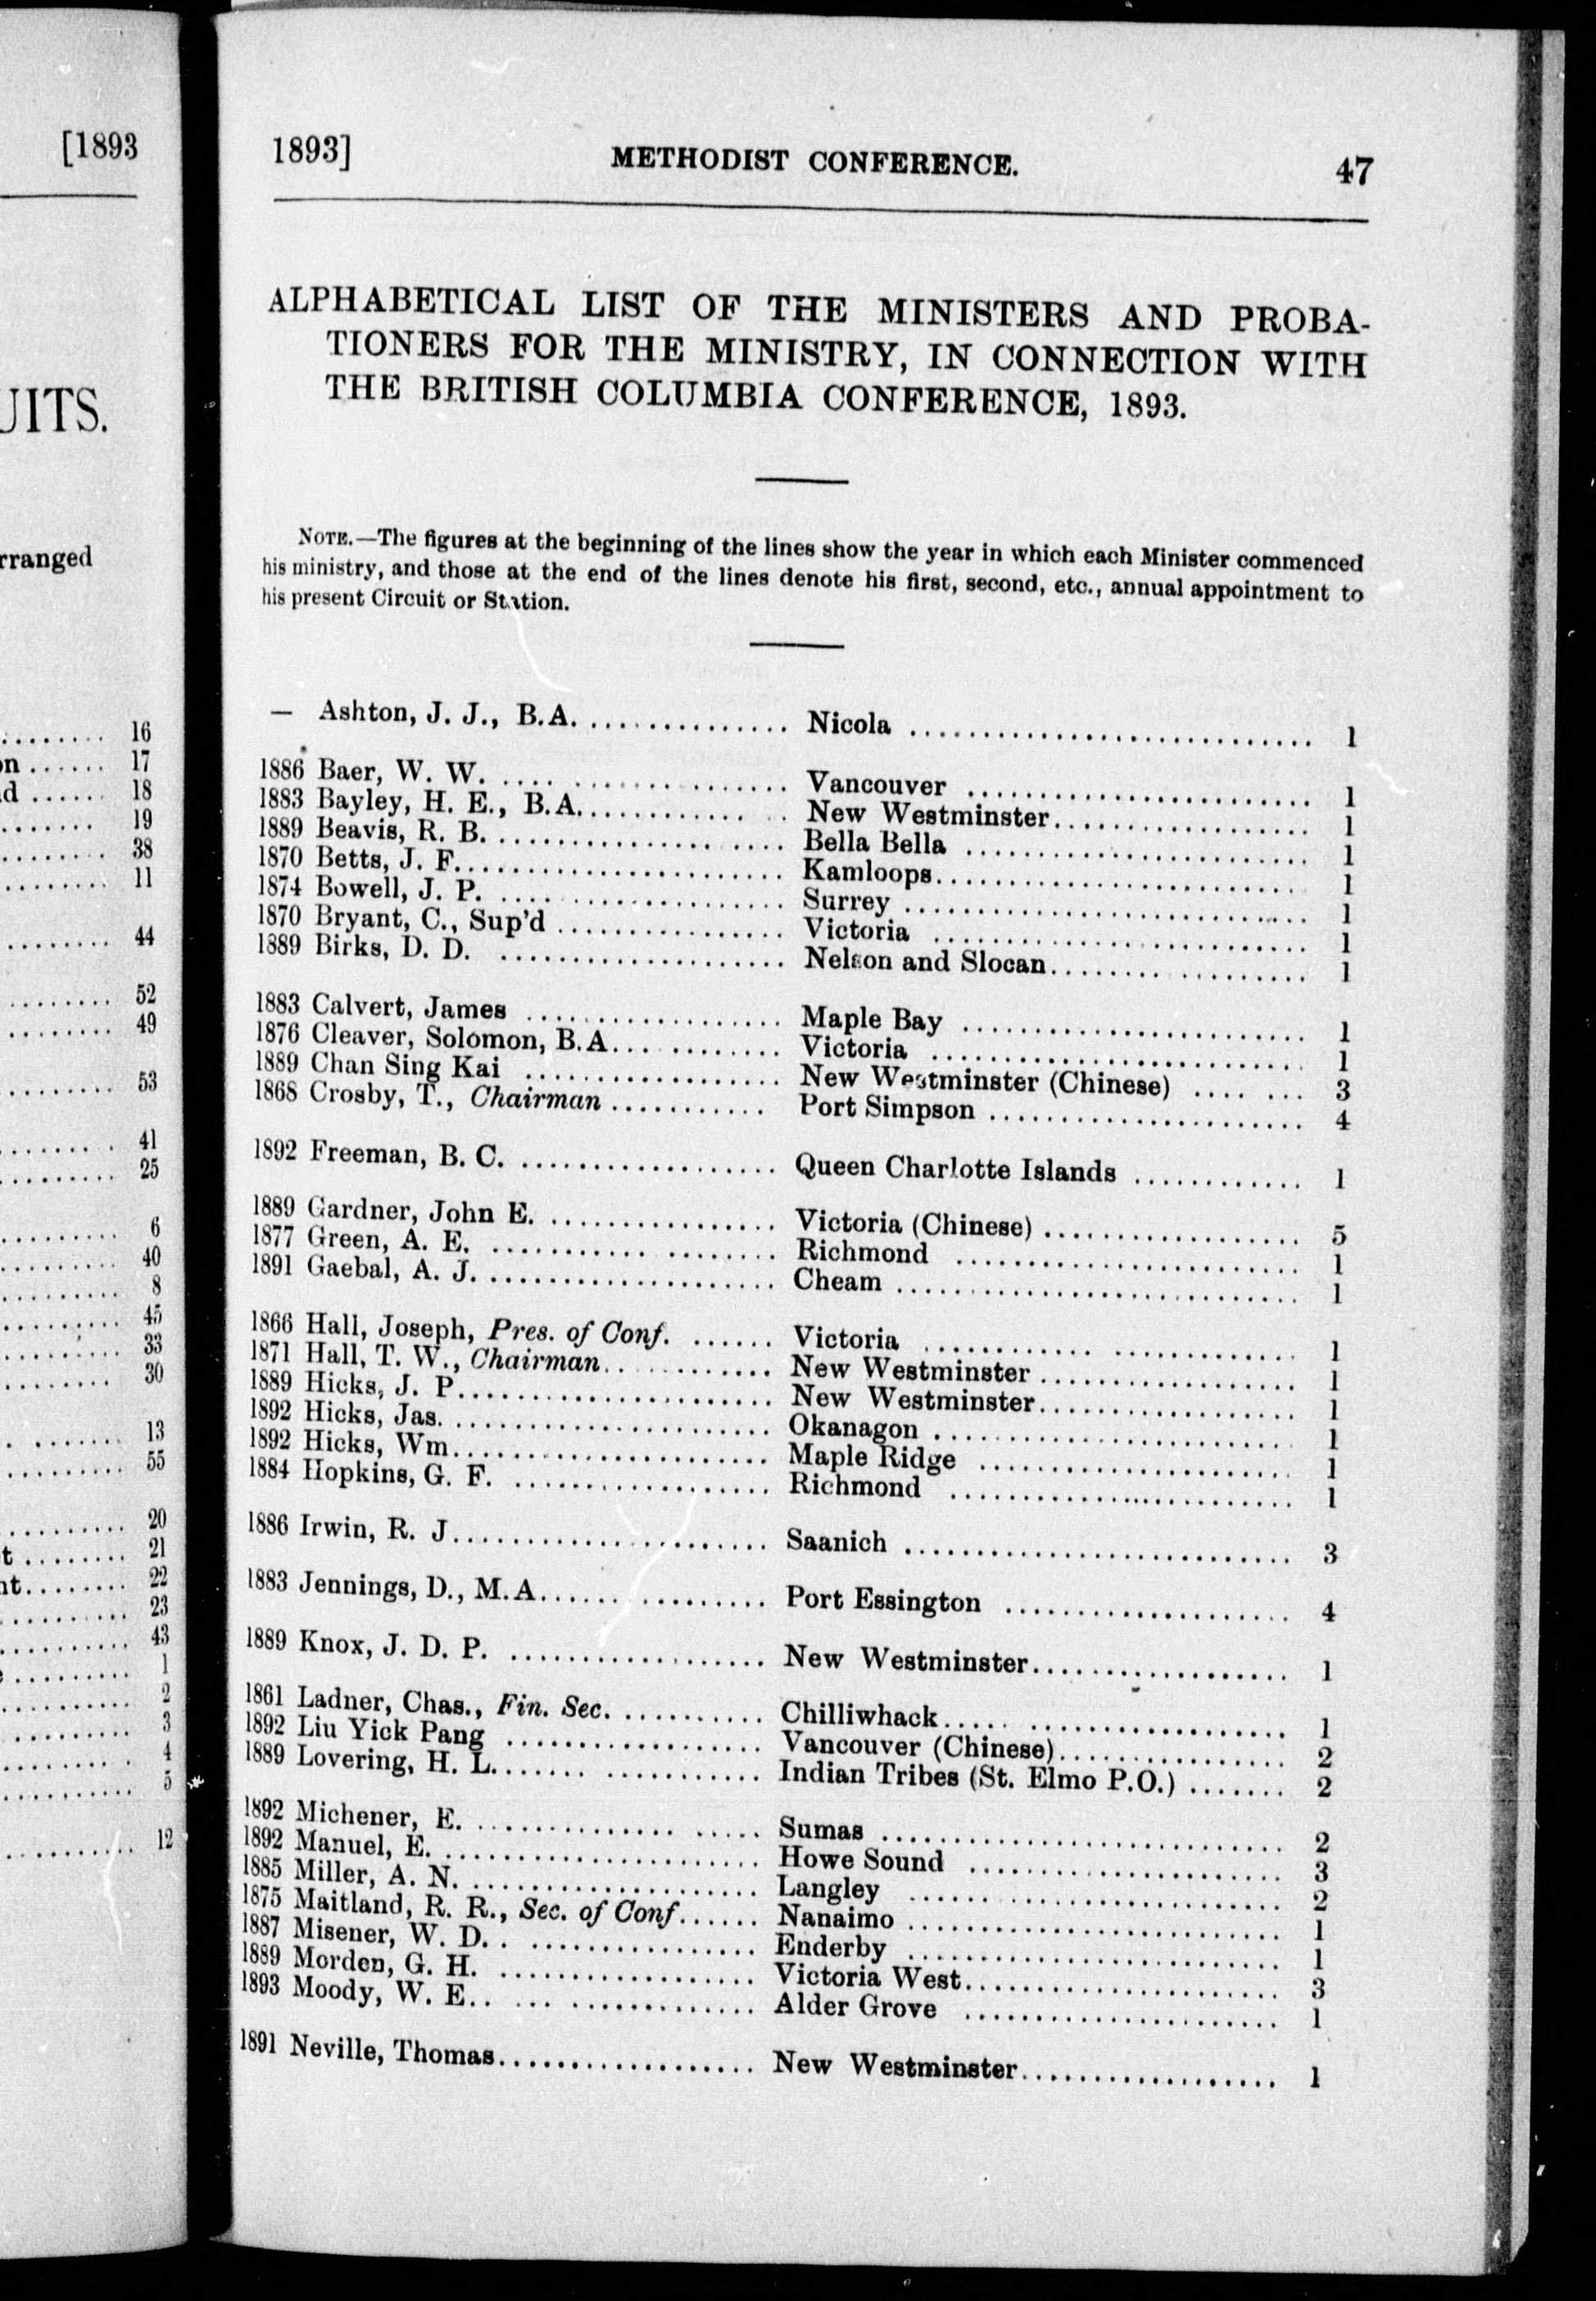 [1893
UITS.
rranged
16
n ...... 17
d ...... 18
19
38
11
44
52
49
53
41
25
6
40
8
45
33
30
13
55
20
t ........ 21
nt........ 22
23
43
1
2
3
4
5
12
1893] METHODIST CONFERENCE. 47
ALPHABETICAL LIST OF THE MINISTERS AND PROBA-
TIONERS FOR THE MINISTRY, IN CONNECTION WITH
THE BRITISH COLUMBIA CONFERENCE, 1893.
NOTE.—The figures at the beginning of the lines show the year in which each Minister commenced
his ministry, and those at the end of the lines denote his first, second, etc., annual appointment to
his present Circuit or Station.
— Ashton, J. J., B.A. ............... Nicola ............................ 1
1886 Baer, W. W. .................... Vancouver ........................ 1
1883 Bayley, H. E., B.A.............. New Westminster.................. 1
1889 Beavis, R. B. .................... Bella Bella ........................ 1
1870 Betts, J. F....................... Kamloops.......................... 1
1874 Bowell, J. P. .................... Surrey ............................ 1
1870 Bryant, C., Sup'd ................ Victoria .......................... 1
1889 Birks, D. D. .................... Nelson and Slocan.................. 1
1883 Calvert, James .................. Maple Bay ........................ 1
1876 Cleaver, Solomon, B.A............ Victoria .......................... 1
1889 Chan Sing Kai .................. New Westminster (Chinese) ........ 3
1868 Crosby, T., Chairman ........... Port Simpson ...................... 4
1892 Freeman, B. C. .................. Queen Charlotte Islands ............ 1
1889 Gardner, John E. ................ Victoria (Chinese) .................. 5
1877 Green, A. E. .................... Richmond ........................ 1
1891 Gaebal, A. J. .................... Cheam ............................ 1
1866 Hall, Joseph, Pres. of Conf. ...... Victoria .......................... 1
1871 Hall, T. W., Chairman............ New Westminster .................. 1
1889 Hicks, J. P...................... New Westminster.................. 1
1892 Hicks, Jas. ...................... Okanagon ......................... 1
1892 Hicks, Wm...................... Maple Ridge ...................... 1
1884 Hopkins, G. F. .................. Richmond ........................ 1
1886 Irwin, R. J...................... Saanich ........................... 3
1883 Jennings, D., M.A................ Port Essington .................... 4
1889 Knox, J. D. P. .................. New Westminster.................. 1
1861 Ladner, Chas., Fin. Sec. .......... Chilliwhack....................... 1
1892 Liu Yick Pang .................. Vancouver (Chinese)................ 2
1889 Lovering, H. L.................. Indian Tribes (St. Elmo P.O.) ....... 2
1892 Michener, E. .................... Sumas ............................ 2
1892 Manuel, E. ...................... Howe Sound ...................... 3
1885 Miller, A. N. .................... Langley .......................... 2
1875 Maitland, R. R., Sec. of Conf...... Nanaimo .......................... 1
1887 Misener, W. D. .................. Enderby .......................... 1
1889 Morden, G. H. .................. Victoria West...................... 3
1893 Moody, W. E.................... Alder Grove ...................... 1
1891 Neville, Thomas.................. New Westminster.................. 1